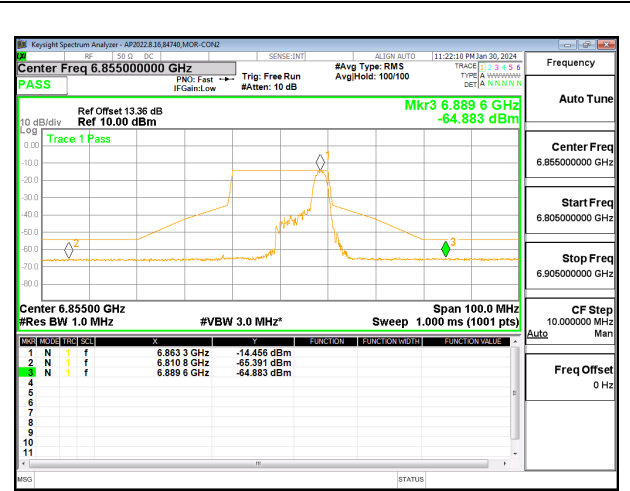 Keysight Spectrum Analyzer - AP2022.8.16,84740,MOR-CON2
RF 50 Ω DC SENSE:INT ALIGN AUTO 11:22:10 PM Jan 30, 2024
Center Freq 6.855000000 GHz
PASS
PNO: Fast
IFGain:Low
Trig: Free Run
#Atten: 10 dB
#Avg Type: RMS
Avg|Hold: 100/100
TRACE 1 2 3 4 5 6
TYPE A WWWWW
DET A N N N N N
Frequency
Auto Tune
Center Freq
6.855000000 GHz
Start Freq
6.805000000 GHz
Stop Freq
6.905000000 GHz
CF Step
10.000000 MHz
Auto Man
Freq Offset
0 Hz
Mkr3 6.889 6 GHz
-64.883 dBm
Ref Offset 13.36 dB
10 dB/div Ref 10.00 dBm
Log
Trace 1 Pass
0.00
-10.0
-20.0
-30.0
-40.0
-50.0
-60.0
-70.0
-80.0
1
2
3
Center 6.85500 GHz Span 100.0 MHz
#Res BW 1.0 MHz #VBW 3.0 MHz* Sweep 1.000 ms (1001 pts)
MKR MODE TRC SCL X Y FUNCTION FUNCTION WIDTH FUNCTION VALUE
1 N 1 f 6.863 3 GHz -14.456 dBm
2 N 1 f 6.810 8 GHz -65.391 dBm
3 N 1 f 6.889 6 GHz -64.883 dBm
4
5
6
7
8
9
10
11
MSG STATUS